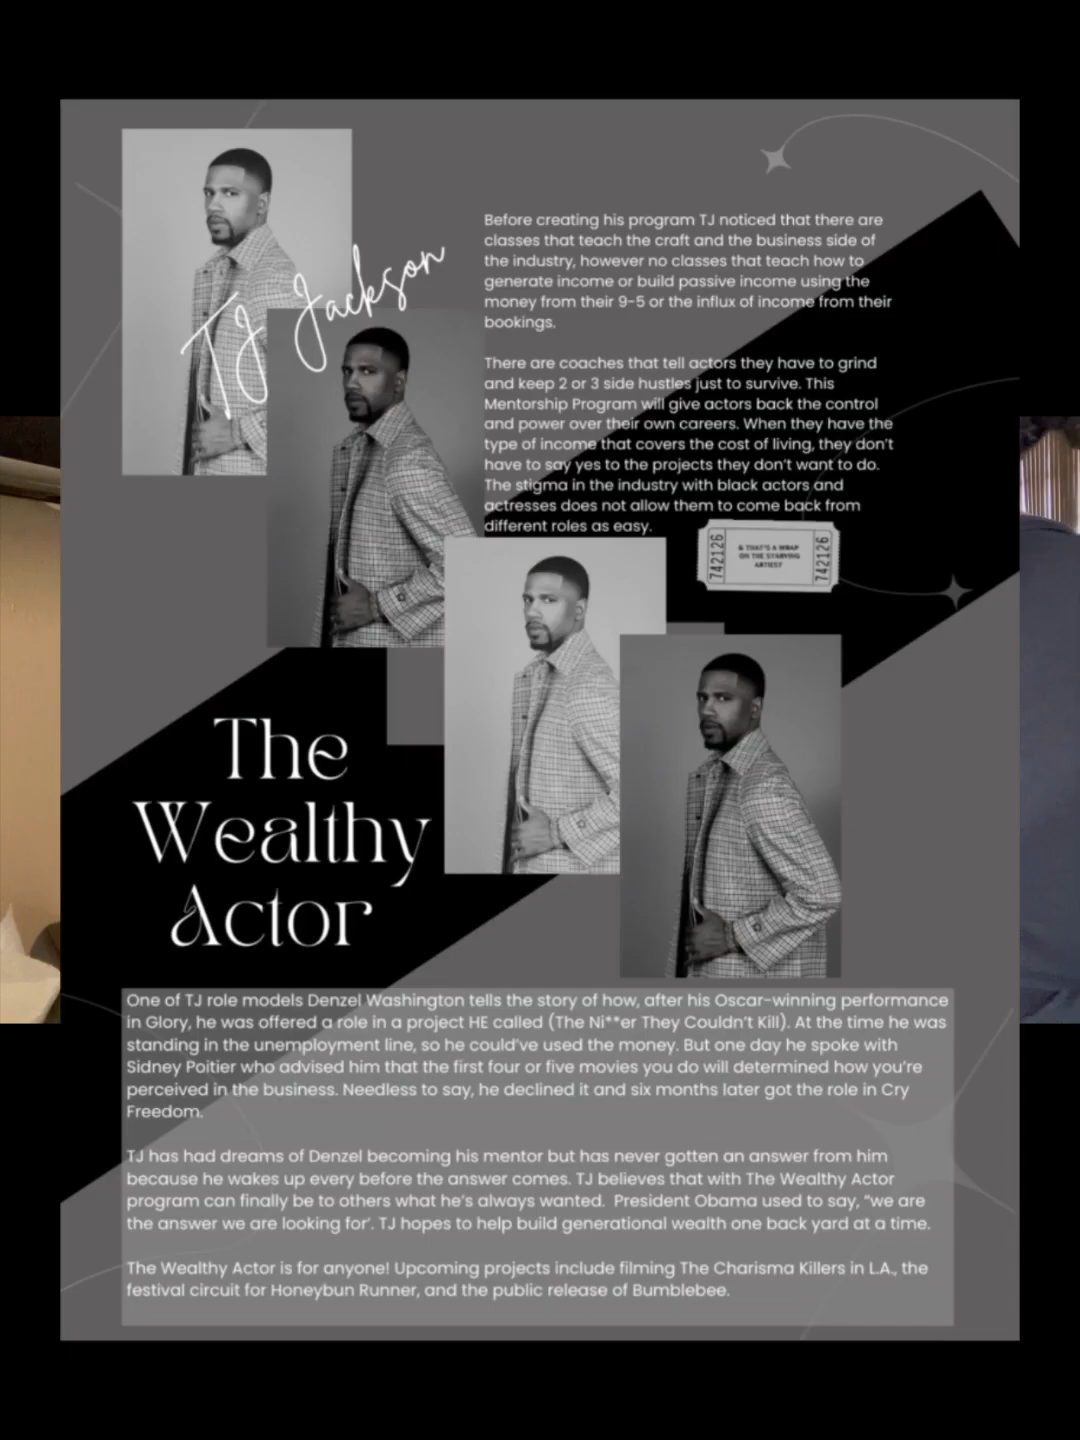 TJ Jackson
Before creating his program TJ noticed that there are
classes that teach the craft and the business side of
the industry, however no classes that teach how to
generate income or build passive income using the
money from their 9-5 or the influx of income from their
bookings.
There are coaches that tell actors they have to grind
and keep 2 or 3 side hustles just to survive. This
Mentorship Program will give actors back the control
and power over their own careers. When they have the
type of income that covers the cost of living, they don't
have to say yes to the projects they don't want to do.
The stigma in the industry with black actors and
actresses does not allow them to come back from
different roles as easy.
742126
& THAT'S A WRAP
ON THE STARVING
ARTIST
742126
The
Wealthy
Actor
One of TJ role models Denzel Washington tells the story of how, after his Oscar-winning performance
in Glory, he was offered a role in a project HE called (The Ni**er They Couldn't Kill). At the time he was
standing in the unemployment line, so he could've used the money. But one day he spoke with
Sidney Poitier who advised him that the first four or five movies you do will determined how you're
perceived in the business. Needless to say, he declined it and six months later got the role in Cry
Freedom.
TJ has had dreams of Denzel becoming his mentor but has never gotten an answer from him
because he wakes up every before the answer comes. TJ believes that with The Wealthy Actor
program can finally be to others what he's always wanted. President Obama used to say, "we are
the answer we are looking for'. TJ hopes to help build generational wealth one back yard at a time.
The Wealthy Actor is for anyone! Upcoming projects include filming The Charisma Killers in L.A., the
festival circuit for Honeybun Runner, and the public release of Bumblebee.